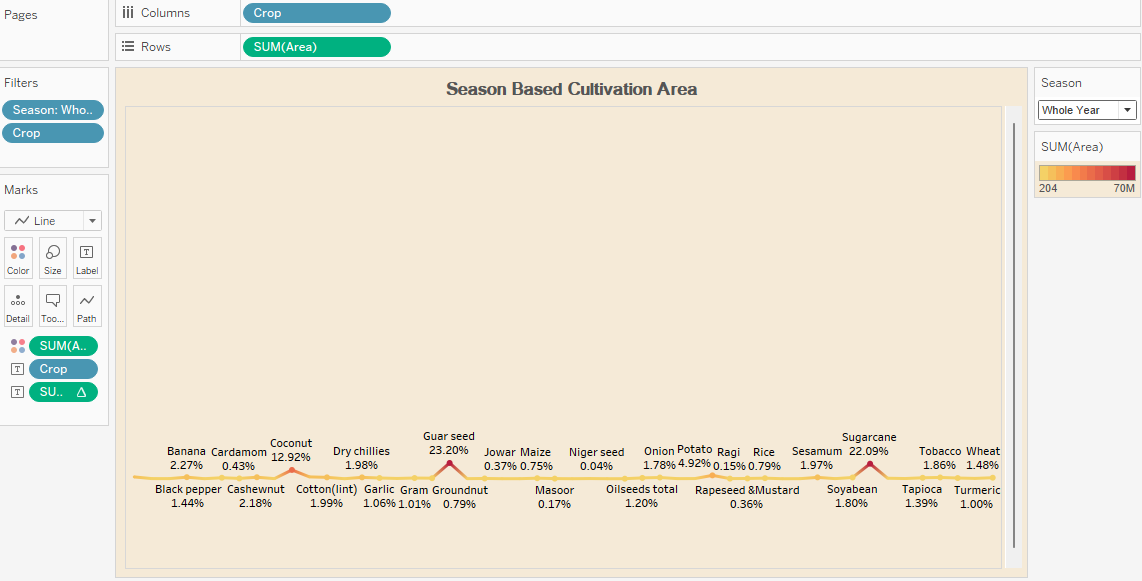 Pages
Columns
Crop
Rows
SUM(Area)
Filters
Season: Who..
Crop
Marks
Line
Color Size Label
Detail Too... Path
SUM(A..
Crop
SU.. Δ
Season Based Cultivation Area
Banana
2.27%
Cardamom
0.43%
Coconut
12.92%
Dry chillies
1.98%
Guar seed
23.20%
Jowar
0.37%
Maize
0.75%
Niger seed
0.04%
Onion
1.78%
Potato
4.92%
Ragi
0.15%
Rice
0.79%
Sesamum
1.97%
Sugarcane
22.09%
Tobacco
1.86%
Wheat
1.48%
Black pepper
1.44%
Cashewnut
2.18%
Cotton(lint)
1.99%
Garlic
1.06%
Gram
1.01%
Groundnut
0.79%
Masoor
0.17%
Oilseeds total
1.20%
Rapeseed &Mustard
0.36%
Soyabean
1.80%
Tapioca
1.39%
Turmeric
1.00%
Season
Whole Year
SUM(Area)
204 70M